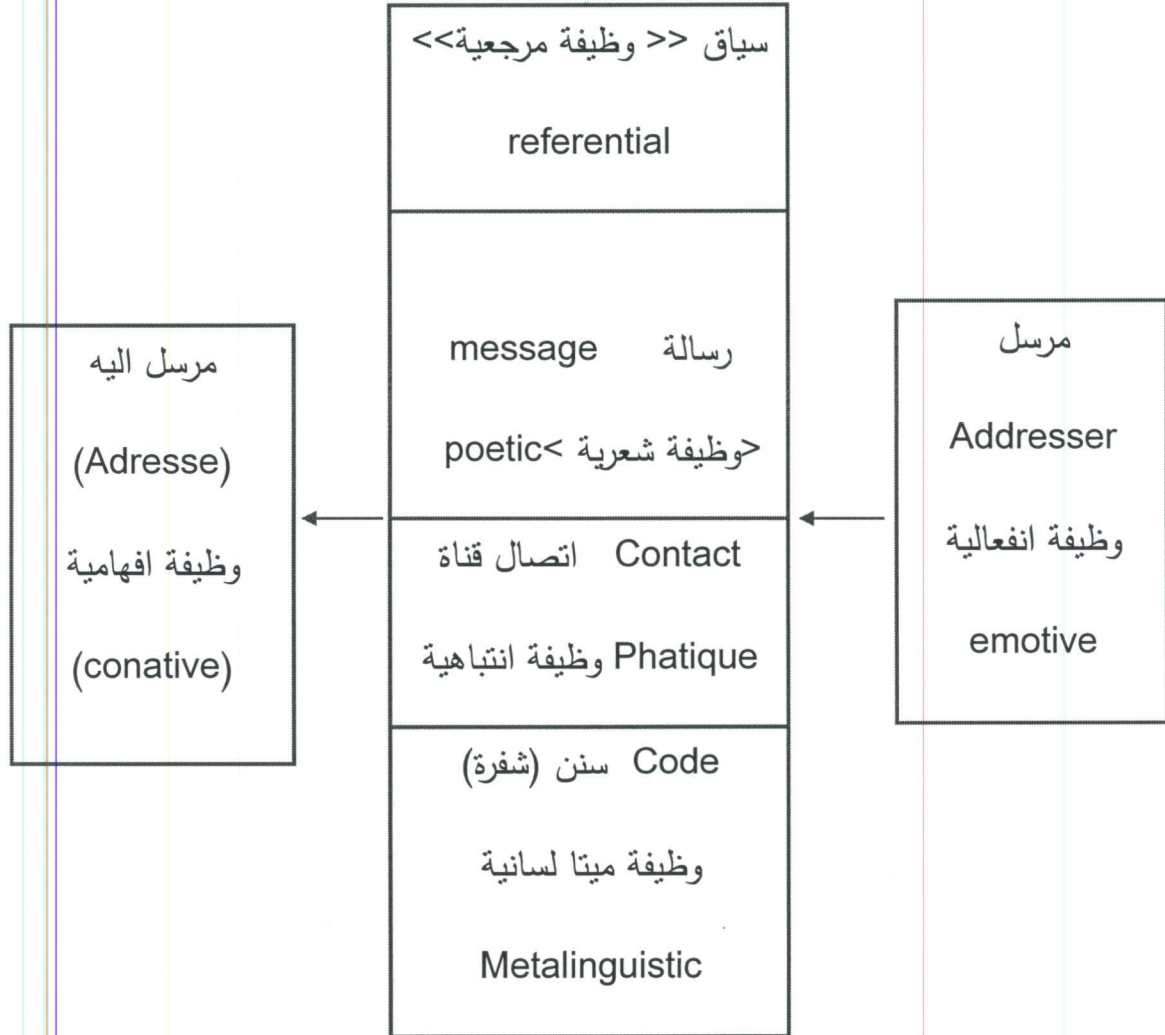 سياق << وظيفة مرجعية>>
referential
رسالة message
<وظيفة شعرية >poetic
Contact اتصال قناة
Phatique وظيفة انتباهية
Code سنن (شفرة)
وظيفة ميتا لسانية
Metalinguistic
مرسل
Addresser
وظيفة انفعالية
emotive
مرسل اليه
(Adresse)
وظيفة افهامية
(conative)